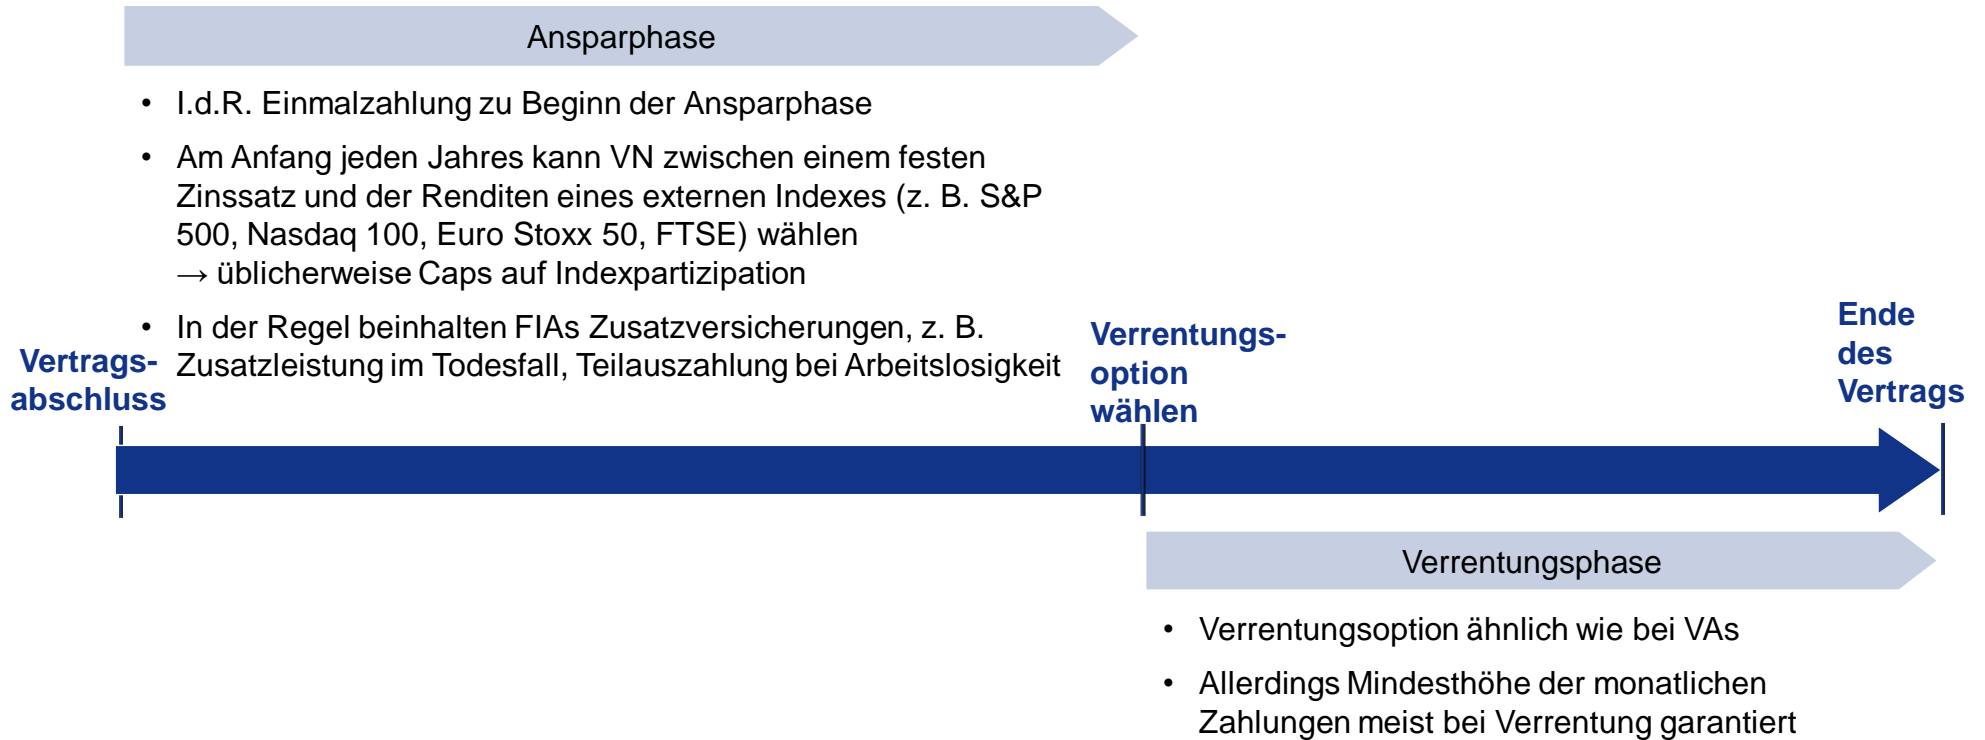 Ansparphase
• I.d.R. Einmalzahlung zu Beginn der Ansparphase
• Am Anfang jeden Jahres kann VN zwischen einem festen
Zinssatz und der Renditen eines externen Indexes (z. B. S&P
500, Nasdaq 100, Euro Stoxx 50, FTSE) wählen
→ üblicherweise Caps auf Indexpartizipation
• In der Regel beinhalten FIAs Zusatzversicherungen, z. B.
Zusatzleistung im Todesfall, Teilauszahlung bei Arbeitslosigkeit
Vertrags-
abschluss
Verrentungs-
option
wählen
Ende
des
Vertrags
Verrentungsphase
• Verrentungsoption ähnlich wie bei VAs
• Allerdings Mindesthöhe der monatlichen
Zahlungen meist bei Verrentung garantiert